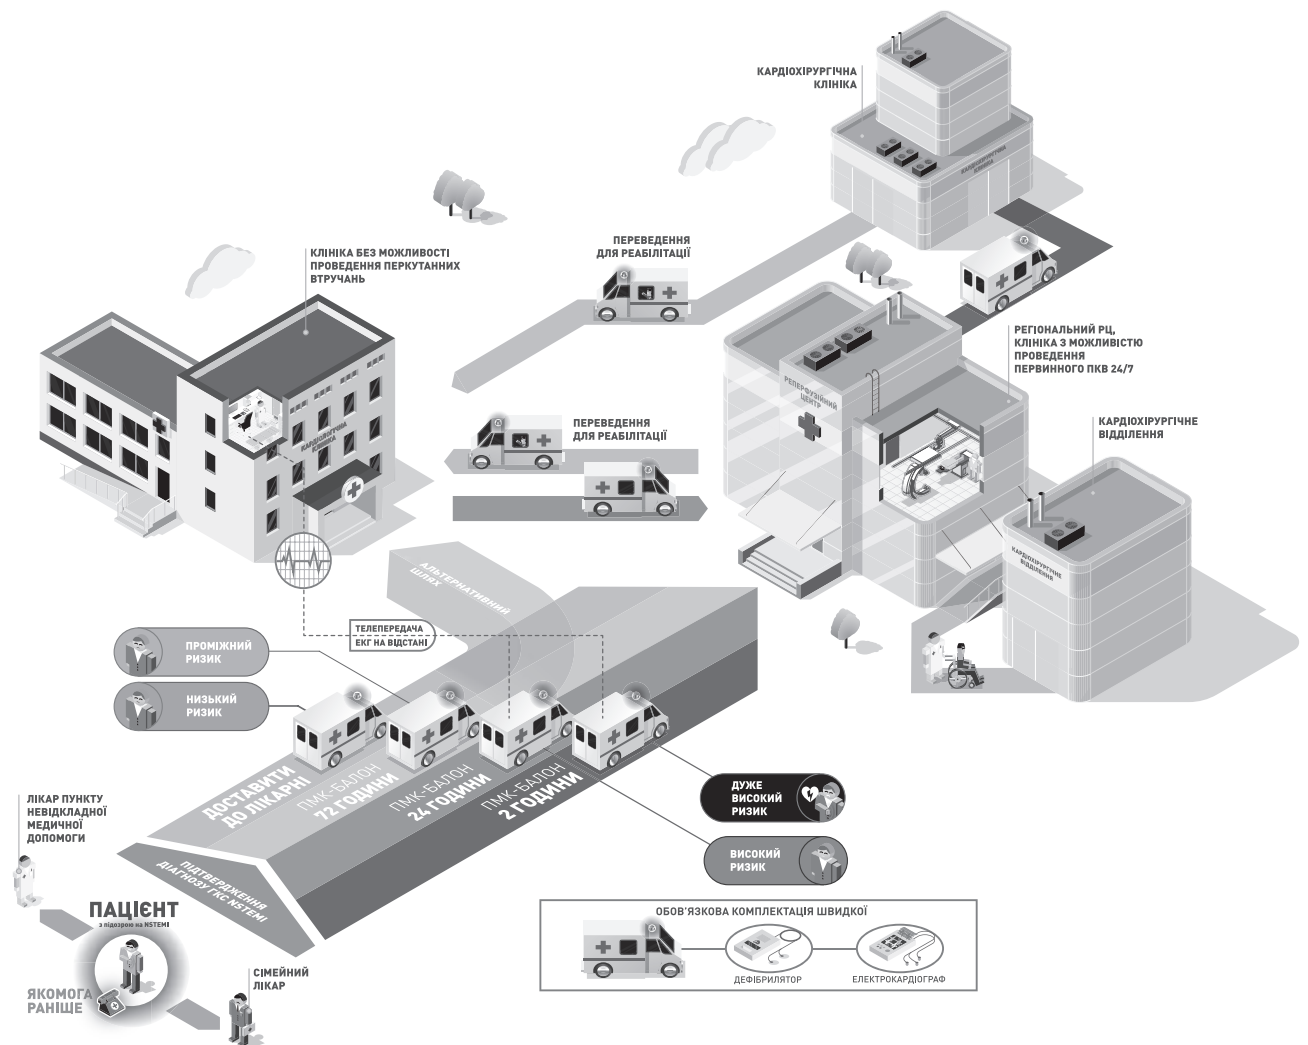 КАРДІОХІРУРГІЧНА
КЛІНІКА
КАРДІОХІРУРГІЧНА
КЛІНІКА
ПЕРЕВЕДЕННЯ
ДЛЯ РЕАБІЛІТАЦІЇ
КЛІНІКА БЕЗ МОЖЛИВОСТІ
ПРОВЕДЕННЯ ПЕРКУТАННИХ
ВТРУЧАНЬ
РЕГІОНАЛЬНИЙ РЦ,
КЛІНІКА З МОЖЛИВІСТЮ
ПРОВЕДЕННЯ
ПЕРВИННОГО ПКВ 24/7
РЕПЕРФУЗІЙНИЙ
ЦЕНТР
КАРДІОЛОГІЧНА
КЛІНІКА
ПЕРЕВЕДЕННЯ
ДЛЯ РЕАБІЛІТАЦІЇ
КАРДІОХІРУРГІЧНЕ
ВІДДІЛЕННЯ
КАРДІОХІРУРГІЧНЕ
ВІДДІЛЕННЯ
АЛЬТЕРНАТИВНИЙ
ШЛЯХ
ТЕЛЕПЕРЕДАЧА
ЕКГ НА ВІДСТАНІ
ПРОМІЖНИЙ
РИЗИК
НИЗЬКИЙ
РИЗИК
ДОСТАВИТИ
ДО ЛІКАРНІ
ПМК-БАЛОН
72 ГОДИНИ
ПМК-БАЛОН
24 ГОДИНИ
ПМК-БАЛОН
2 ГОДИНИ
ДУЖЕ
ВИСОКИЙ
РИЗИК
ВИСОКИЙ
РИЗИК
ЛІКАР ПУНКТУ
НЕВІДКЛАДНОЇ
МЕДИЧНОЇ
ДОПОМОГИ
ПІДТВЕРДЖЕННЯ
ДІАГНОЗУ ГКС NSTEMI
ПАЦІЄНТ
з підозрою на NSTEMI
ЯКОМОГА
РАНІШЕ
СІМЕЙНИЙ
ЛІКАР
ОБОВ'ЯЗКОВА КОМПЛЕКТАЦІЯ ШВИДКОЇ
ДЕФІБРИЛЯТОР
ЕЛЕКТРОКАРДІОГРАФ